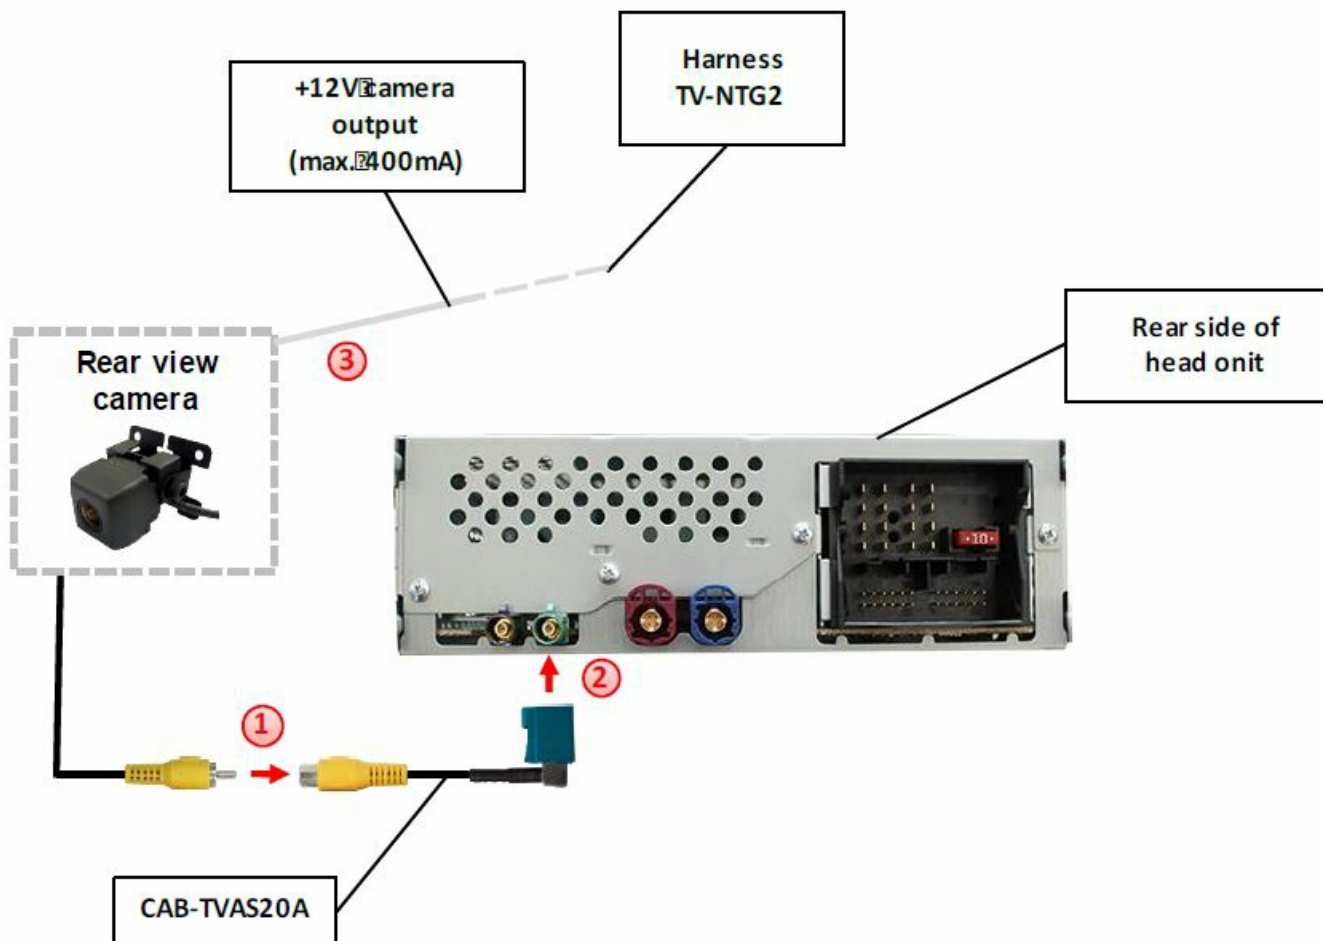 +12V⍰camera
output
(max.⍰400mA)
Harness
TV-NTG2
Rear side of
head onit
Rear view
camera
3
·10·
2
1
CAB-TVAS20A